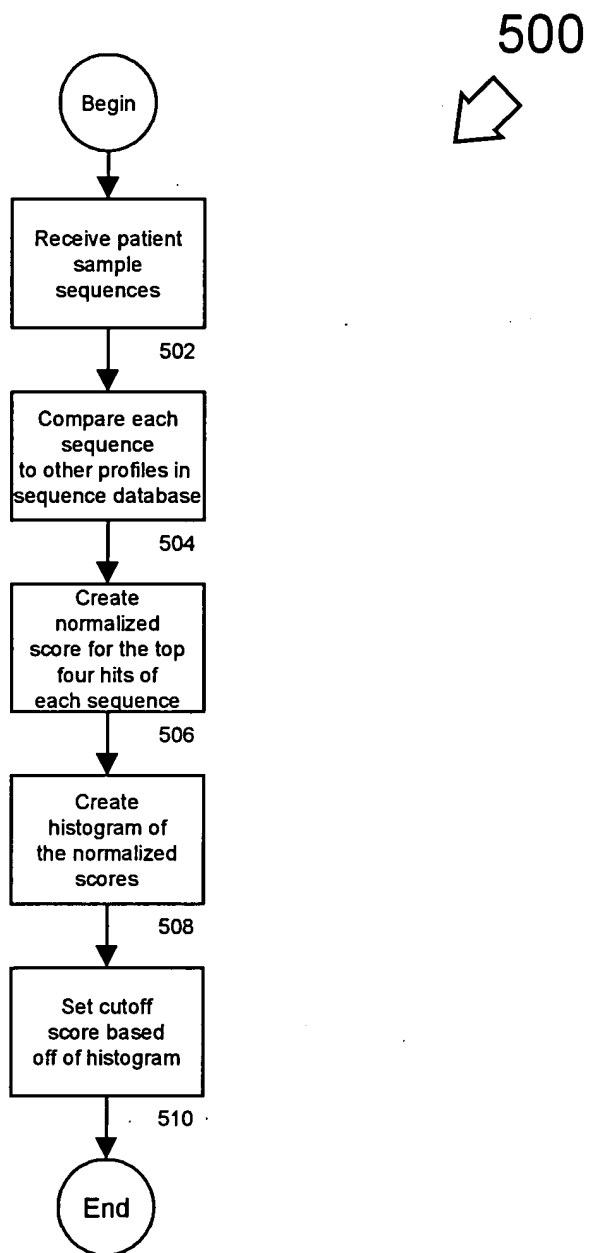 500
Begin
Receive patient
sample
sequences
502
Compare each
sequence
to other profiles in
sequence database
504
Create
normalized
score for the top
four hits of
each sequence
506
Create
histogram of
the normalized
scores
508
Set cutoff
score based
off of histogram
510
End